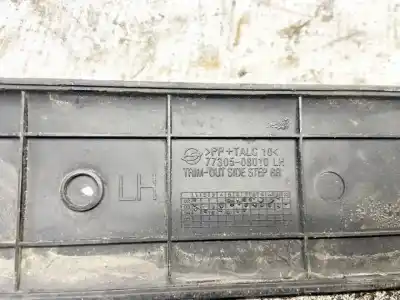 >PP+TALC 16<
77305-08010 LH
TRIM-OUT SIDE STEP RR
LH